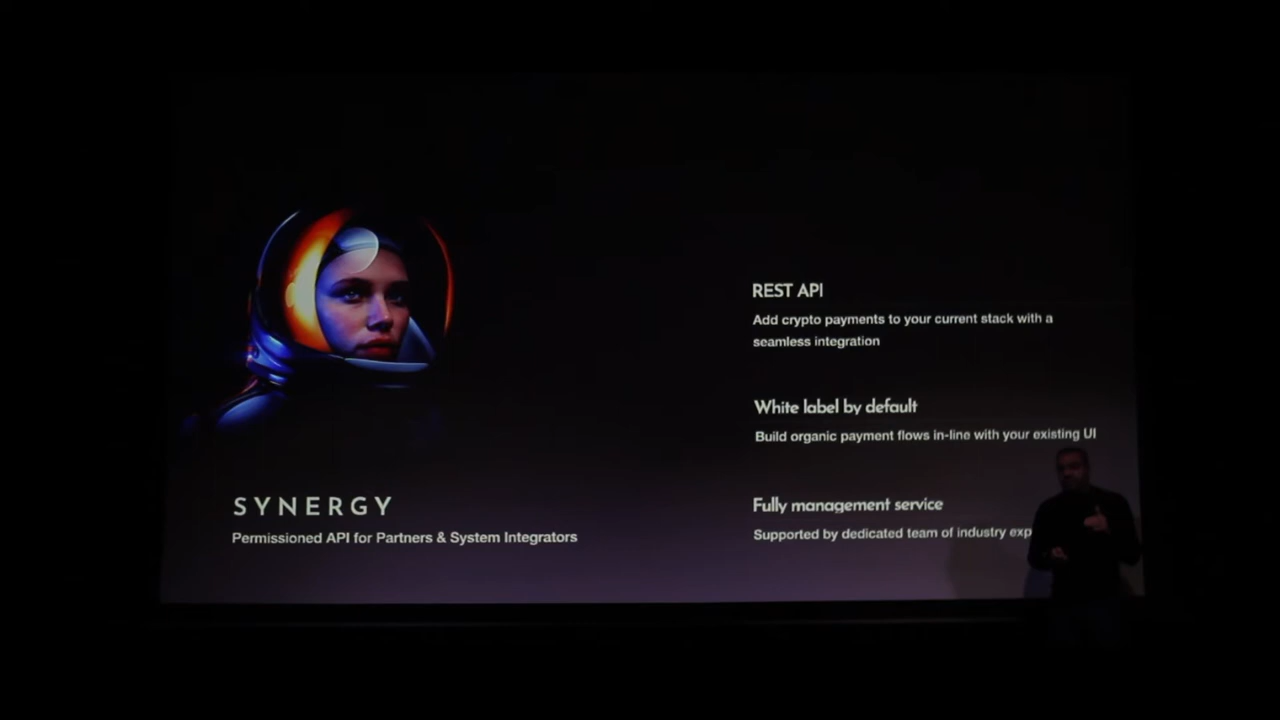 SYNERGY
Permissioned API for Partners & System Integrators
REST API
Add crypto payments to your current stack with a
seamless integration
White label by default
Build organic payment flows in-line with your existing UI
Fully management service
Supported by dedicated team of industry